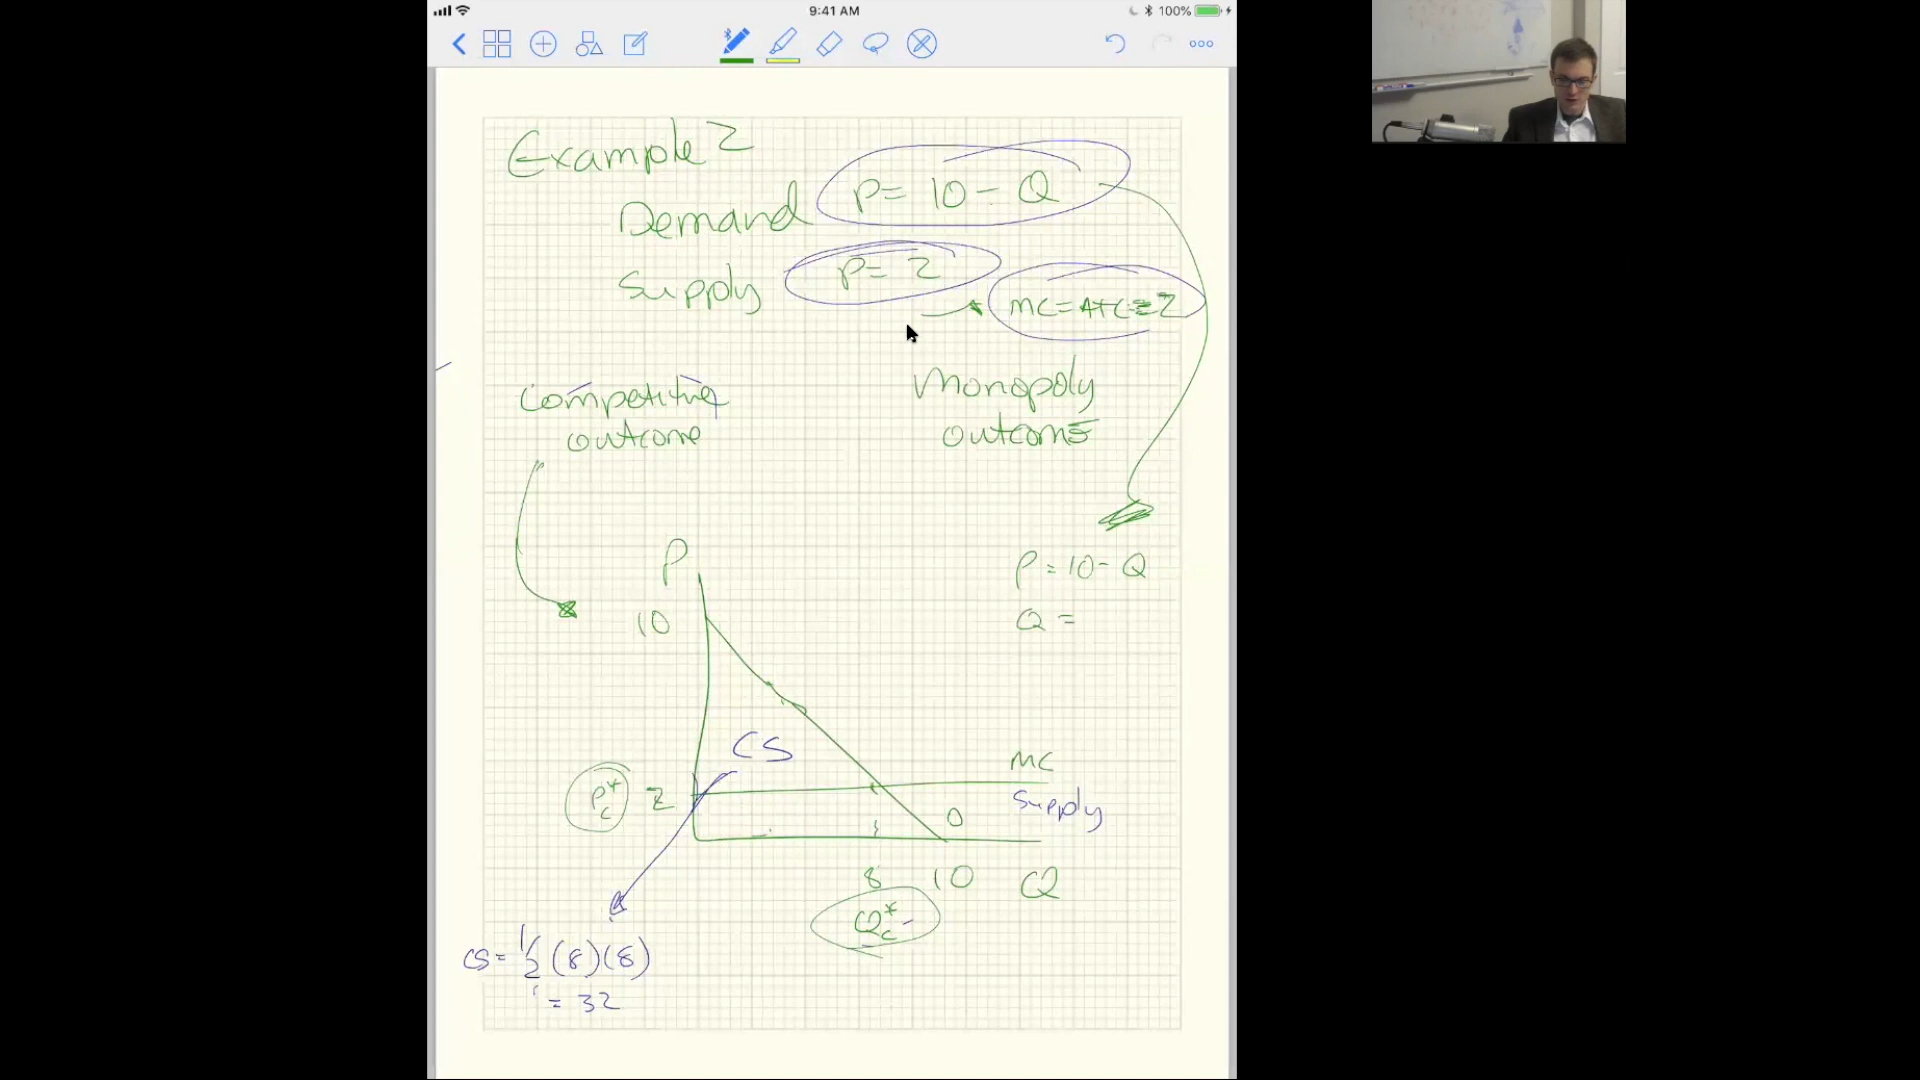 9:41 AM
100%
Example 2
Demand P = 10 - Q
Supply P = 2
MC = ATC = 2
Competitive
outcome
Monopoly
outcome
P
10
P = 10 - Q
Q =
CS
MC
Supply
P*c 2
0
8 10 Q
Q*c
CS = 1/2 (8)(8)
= 32